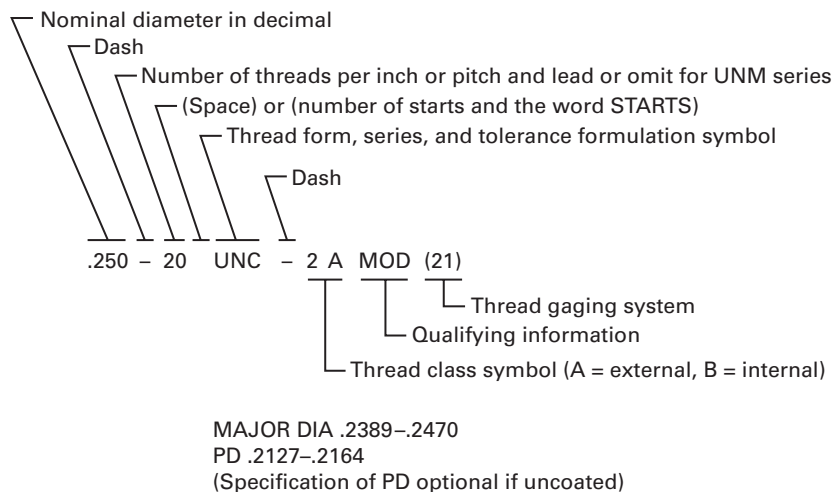 Nominal diameter in decimal
Dash
Number of threads per inch or pitch and lead or omit for UNM series
(Space) or (number of starts and the word STARTS)
Thread form, series, and tolerance formulation symbol
Dash
.250 – 20 UNC – 2 A MOD (21)
Thread gaging system
Qualifying information
Thread class symbol (A = external, B = internal)
MAJOR DIA .2389–.2470
PD .2127–.2164
(Specification of PD optional if uncoated)